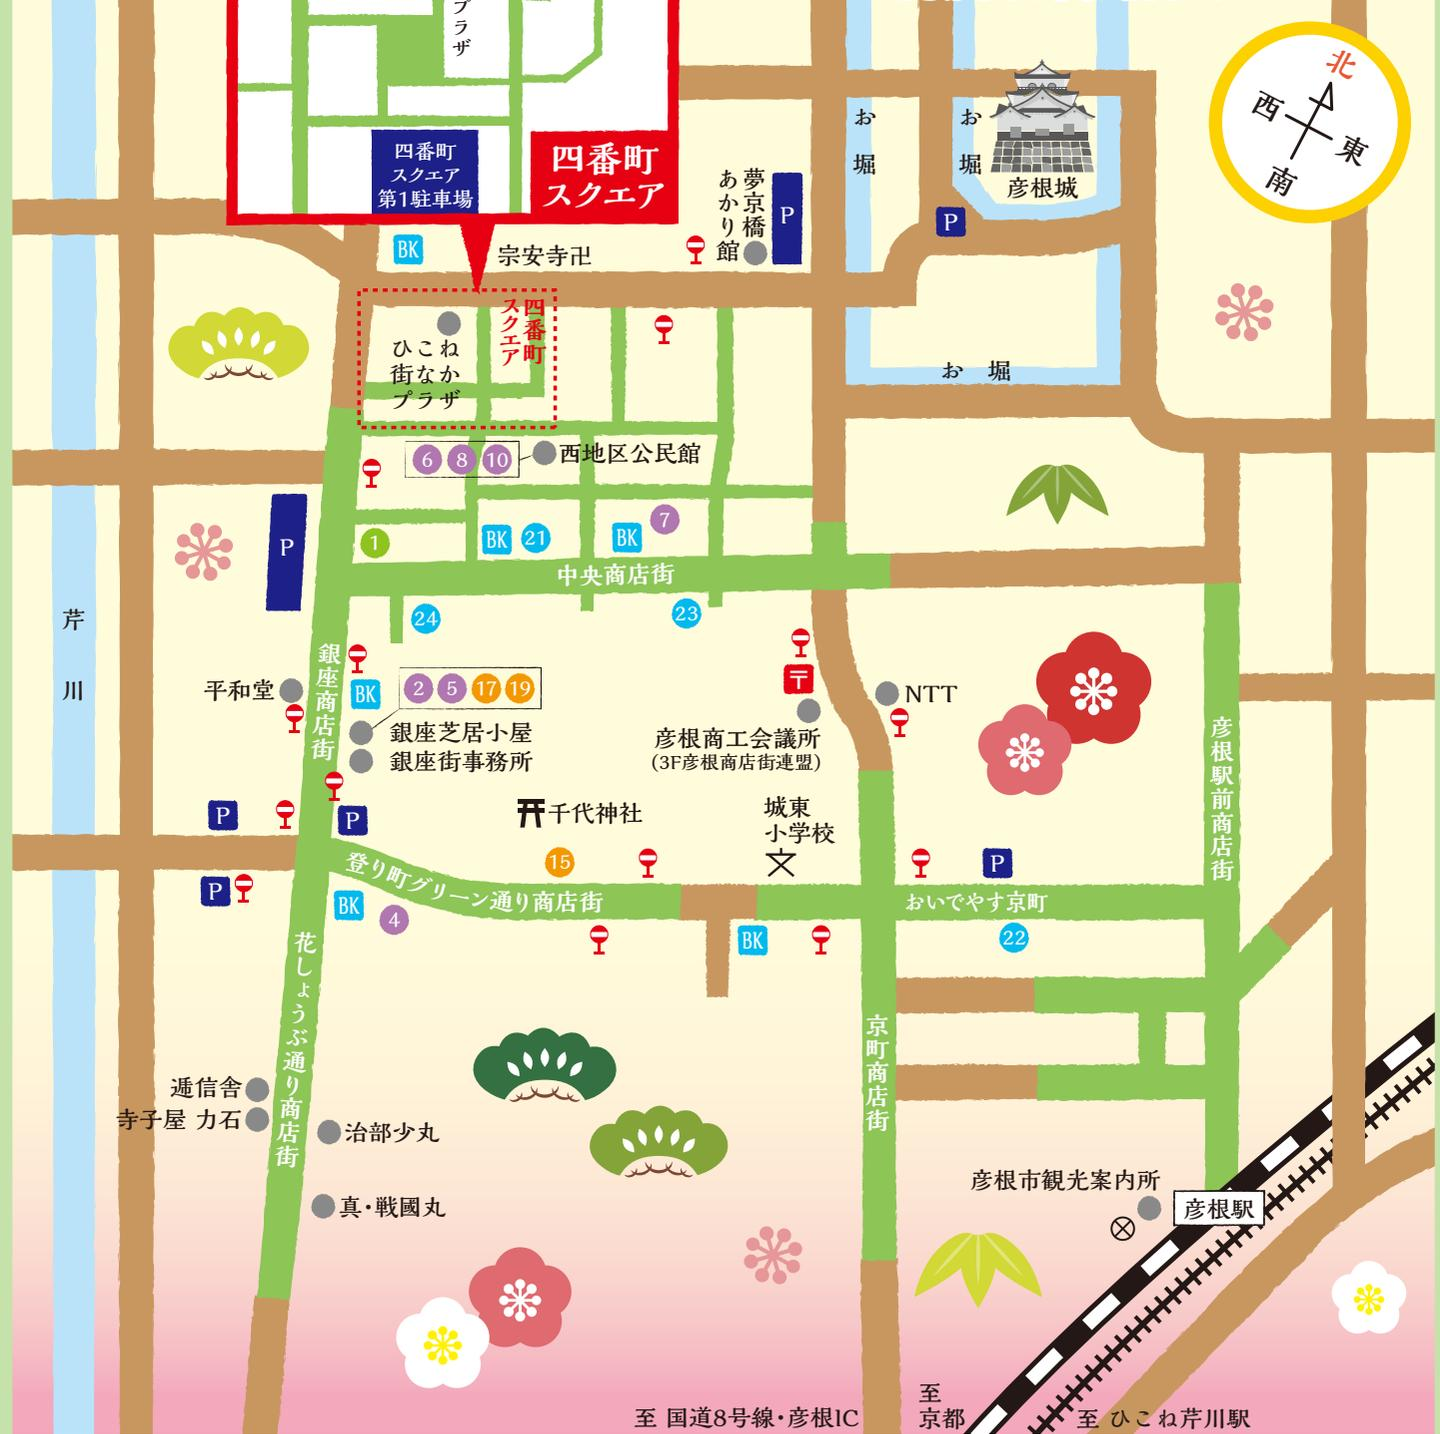 プラザ
四番町
スクエア
第1駐車場
四番町
スクエア
お堀
お堀
彦根城
北
西
東
南
夢京橋
あかり館
P
P
BK
宗安寺卍
四番町
スクエア
ひこね
街なか
プラザ
お堀
6 8 10
西地区公民館
P
1
BK
21
BK
7
中央商店街
24
23
芹川
銀座商店街
平和堂
BK
2 5 17 19
銀座芝居小屋
銀座街事務所
〒
NTT
彦根商工会議所
(3F彦根商店街連盟)
彦根駅前商店街
P
P
千代神社
城東
小学校
文
15
P
P
登り町グリーン通り商店街
おいでやす京町
BK
4
BK
22
花しょうぶ通り商店街
京町商店街
逓信舎
寺子屋 力石
治部少丸
真・戦國丸
彦根市観光案内所
彦根駅
至 国道8号線・彦根IC
至
京都
至 ひこね芹川駅